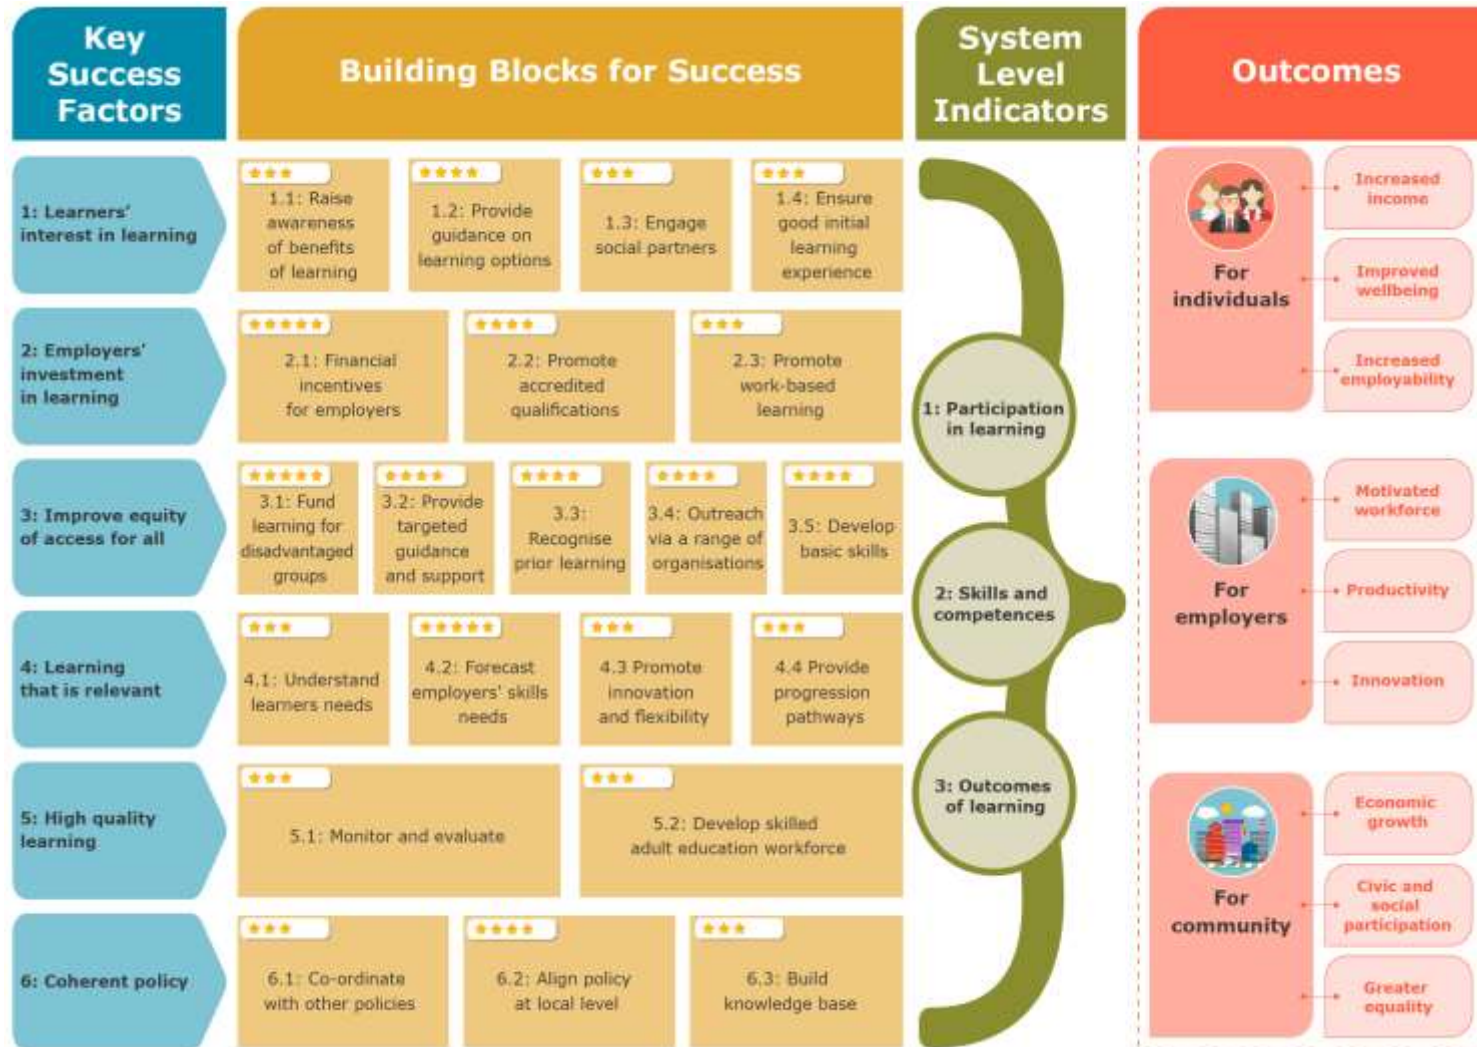 Key
Success
Factors
Building Blocks for Success
System
Level
Indicators
Outcomes
1: Learners'
interest in learning
1.1: Raise
awareness
of benefits
of learning
1.2: Provide
guidance on
learning options
1.3: Engage
social partners
1.4: Ensure
good initial
learning
experience
2: Employers'
investment
in learning
2.1: Financial
incentives
for employers
2.2: Promote
accredited
qualifications
2.3: Promote
work-based
learning
3: Improve equity
of access for all
3.1: Fund
learning for
disadvantaged
groups
3.2: Provide
targeted
guidance
and support
3.3:
Recognise
prior learning
3.4: Outreach
via a range of
organisations
3.5: Develop
basic skills
4: Learning
that is relevant
4.1: Understand
learners needs
4.2: Forecast
employers' skills
needs
4.3 Promote
innovation
and flexibility
4.4 Provide
progression
pathways
5: High quality
learning
5.1: Monitor and evaluate
5.2: Develop skilled
adult education workforce
6: Coherent policy
6.1: Co-ordinate
with other policies
6.2: Align policy
at local level
6.3: Build
knowledge base
1: Participation
in learning
2: Skills and
competences
3: Outcomes
of learning
For
individuals
Increased
income
Improved
wellbeing
Increased
employability
For
employers
Motivated
workforce
Productivity
Innovation
For
community
Economic
growth
Civic and
social
participation
Greater
equality